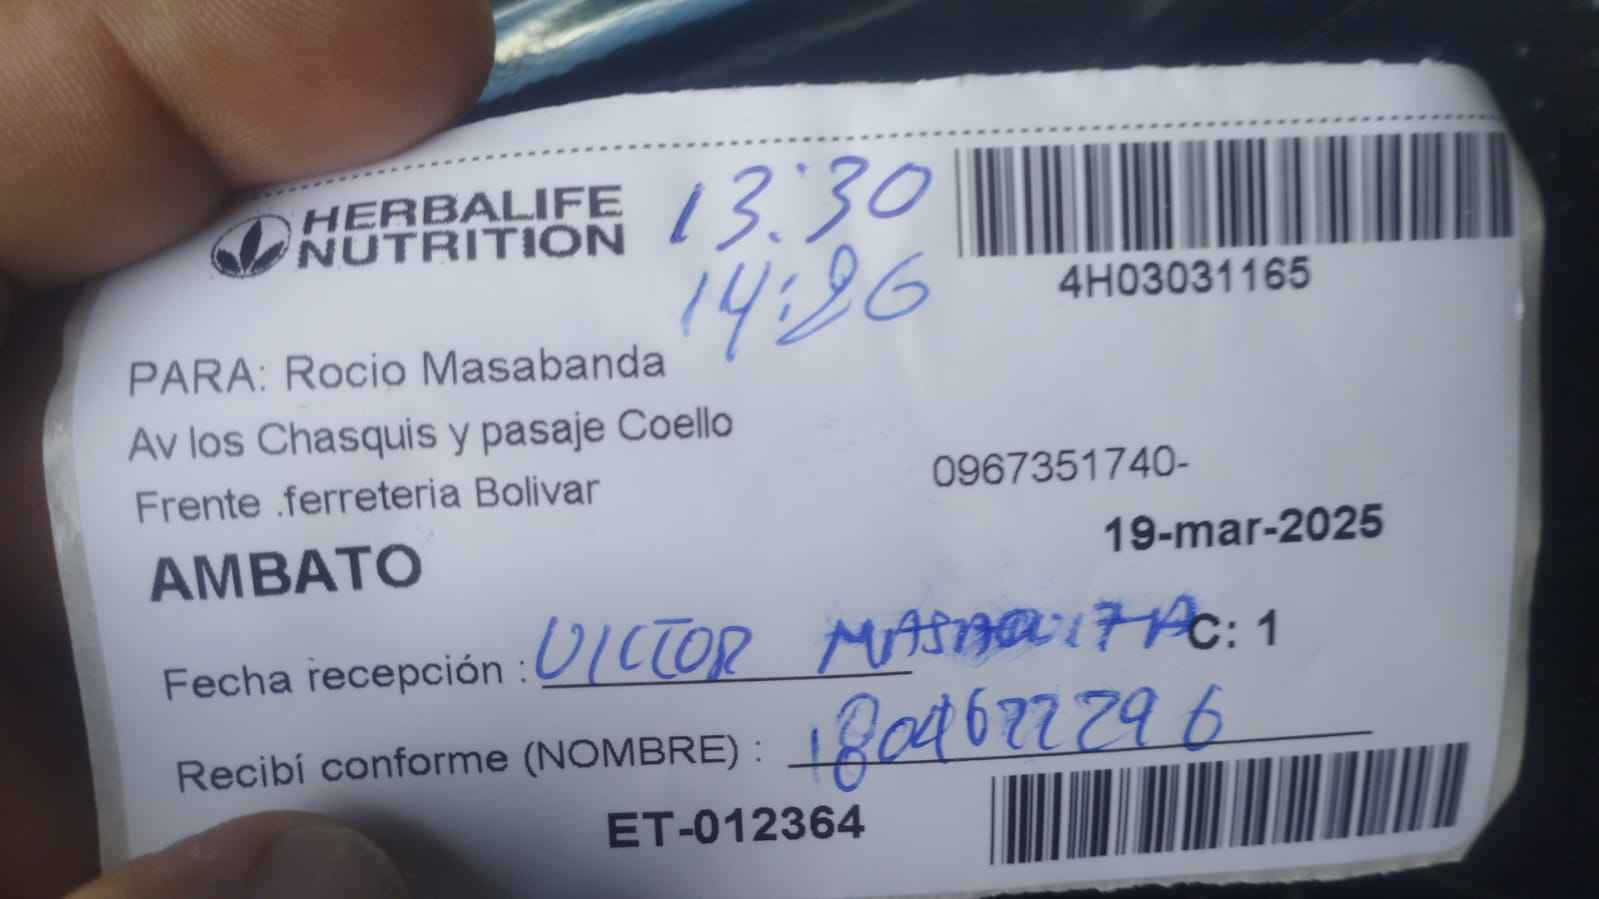 HERBALIFE
NUTRITION
13:30
14:26
4H03031165
PARA: Rocio Masabanda
Av los Chasquis y pasaje Coello
Frente .ferreteria Bolivar
0967351740-
AMBATO
19-mar-2025
Fecha recepción : VICTOR
C: 1
Recibí conforme (NOMBRE) : 1804622296
ET-012364